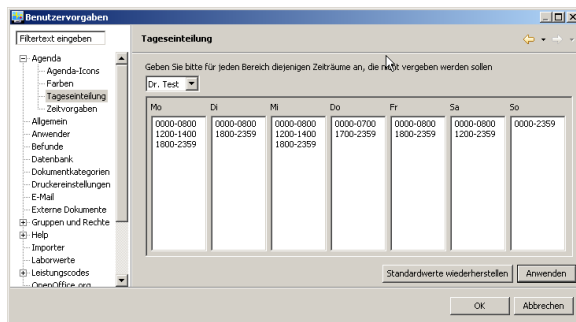 Benutzervorgaben
Filtertext eingeben
Tageseinteilung
Agenda
Agenda-Icons
Farben
Tageseinteilung
Zeitvorgaben
Allgemein
Anwender
Befunde
Datenbank
Dokumentkategorien
Druckereinstellungen
E-Mail
Externe Dokumente
Gruppen und Rechte
Help
Importer
Laborwerte
Leistungscodes
OpenOffice.org
Geben Sie bitte für jeden Bereich diejenigen Zeiträume an, die nicht vergeben werden sollen
Dr. Test
Mo Di Mi Do Fr Sa So
0000-0800 0000-0800 0000-0800 0000-0700 0000-0800 0000-0800 0000-2359
1200-1400 1800-2359 1200-1400 1700-2359 1800-2359 1200-2359
1800-2359 1800-2359
Standardwerte wiederherstellen Anwenden
OK Abbrechen